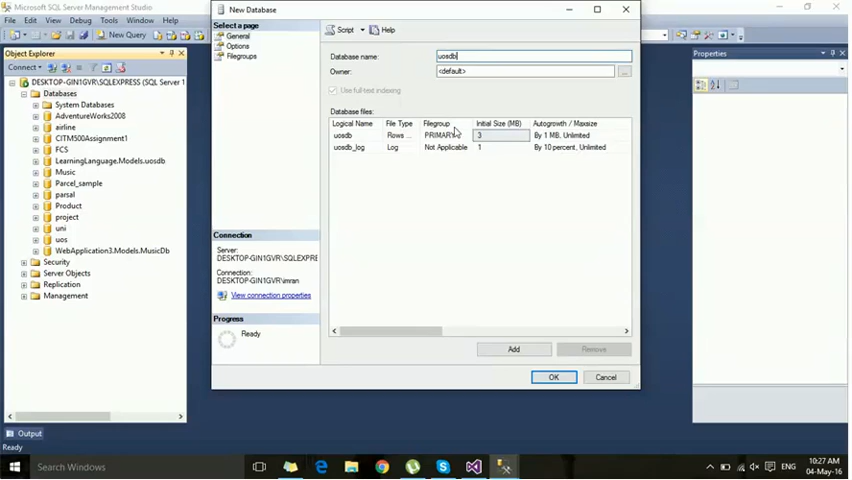 Microsoft SQL Server Management Studio
File Edit View Debug Tools Window Help
New Query
Object Explorer
Connect
DESKTOP-GIN1GVR\SQLEXPRESS (SQL Server 1
Databases
System Databases
AdventureWorks2008
airline
CITM500Assignment1
FCS
LearningLanguage.Models.uosdb
Music
Parcel_sample
parsal
Product
project
uni
uos
WebApplication3.Models.MusicDb
Security
Server Objects
Replication
Management
Output
Ready
New Database
Select a page
General
Options
Filegroups
Connection
Server:
DESKTOP-GIN1GVR\SQLEXPRE
Connection:
DESKTOP-GIN1GVR\imran
View connection properties
Progress
Ready
Script Help
Database name: uosdb
Owner: <default> ...
Use full-text indexing
Database files:
Logical Name File Type Filegroup Initial Size (MB) Autogrowth / Maxsize
uosdb Rows ... PRIMARY 3 By 1 MB, Unlimited
uosdb_log Log Not Applicable 1 By 10 percent, Unlimited
Add Remove
OK Cancel
Properties
Search Windows
ENG
10:27 AM
04-May-16